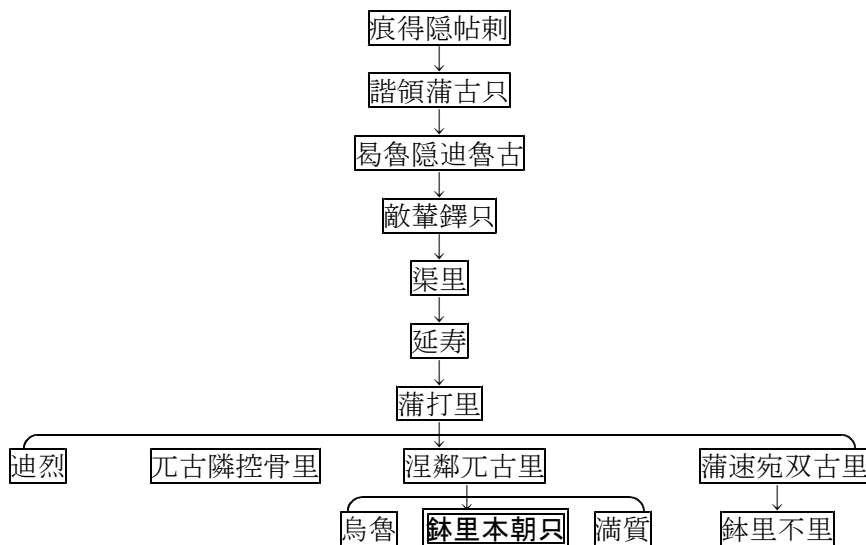 痕得隠帖剌
諧領蒲古只
曷魯隠迪魯古
敵輦鐸只
渠里
延寿
蒲打里
迪烈 兀古隣控骨里 涅鄰兀古里 蒲速宛双古里
烏魯 鉢里本朝只 満質 鉢里不里